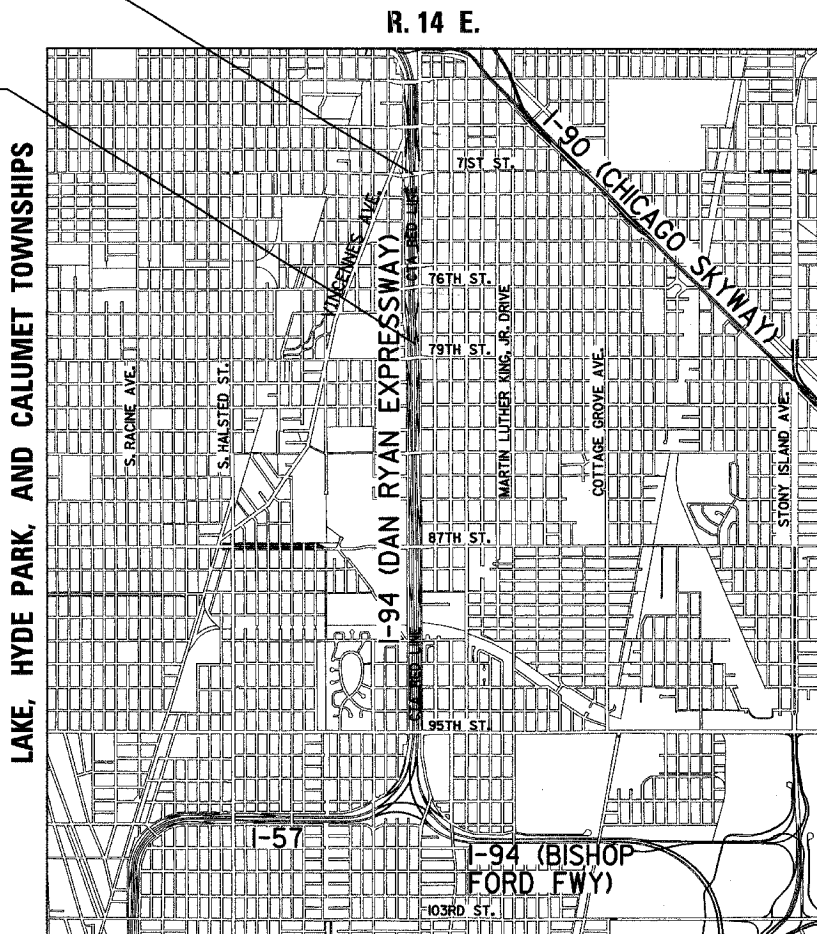 R. 14 E.
LAKE, HYDE PARK, AND CALUMET TOWNSHIPS
I-90 (CHICAGO SKYWAY)
71ST ST.
VINCENNES AVE.
CTA RED LINE
76TH ST.
I-94 (DAN RYAN EXPRESSWAY)
79TH ST.
S. RACINE AVE.
S. HALSTED ST.
MARTIN LUTHER KING, JR. DRIVE
COTTAGE GROVE AVE.
STONY ISLAND AVE.
87TH ST.
CTA RED LINE
95TH ST.
I-57
I-94 (BISHOP
FORD FWY)
103RD ST.